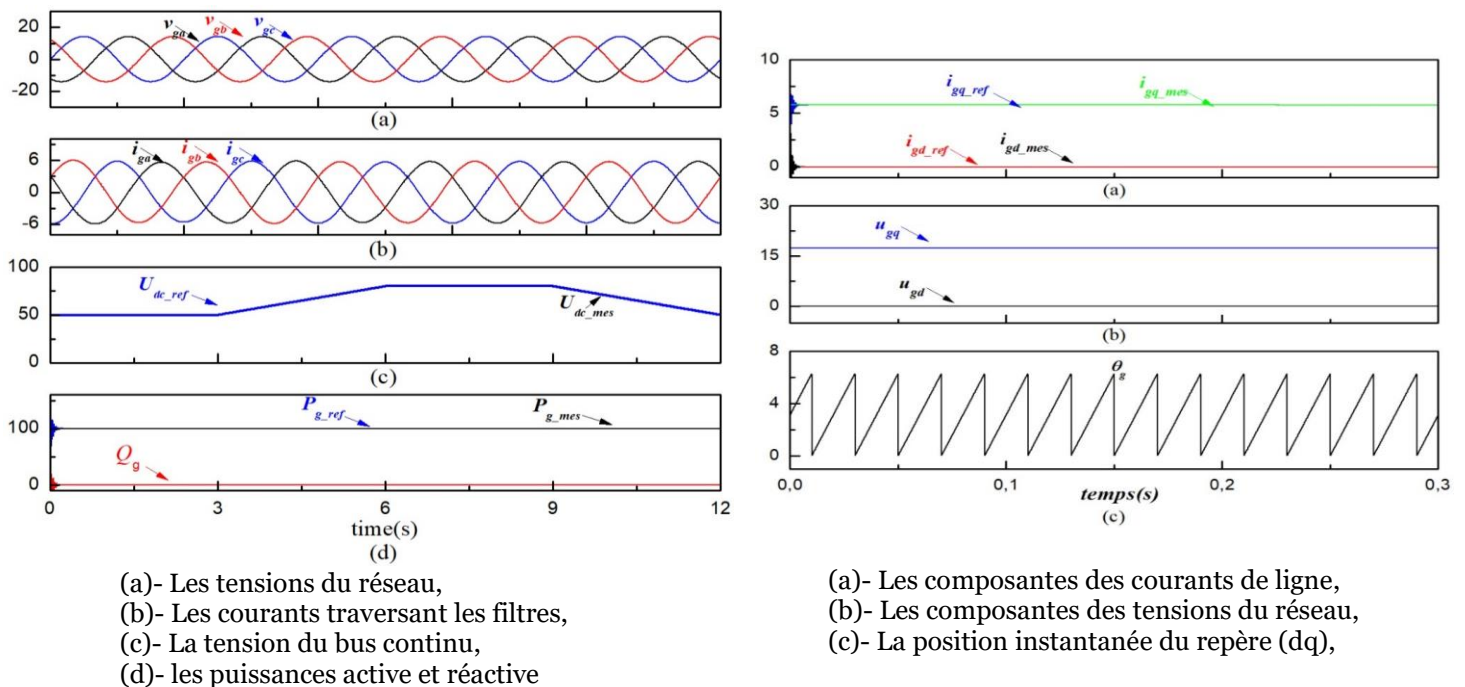 20
0
-20
v ga
v gb
v gc
(a)
6
0
-6
i ga
i gb
i gc
(b)
100
50
0
U dc_ref
U dc_mes
(c)
100
0
P g_ref
P g_mes
Q g
0 3 6 9 12
time(s)
(d)
(a)- Les tensions du réseau,
(b)- Les courants traversant les filtres,
(c)- La tension du bus continu,
(d)- les puissances active et réactive
10
5
0
i gq_ref
i gq_mes
i gd_ref
i gd_mes
(a)
30
15
0
u gq
u gd
(b)
8
4
0
θ g
0,0 0,1 0,2 0,3
temps(s)
(c)
(a)- Les composantes des courants de ligne,
(b)- Les composantes des tensions du réseau,
(c)- La position instantanée du repère (dq),